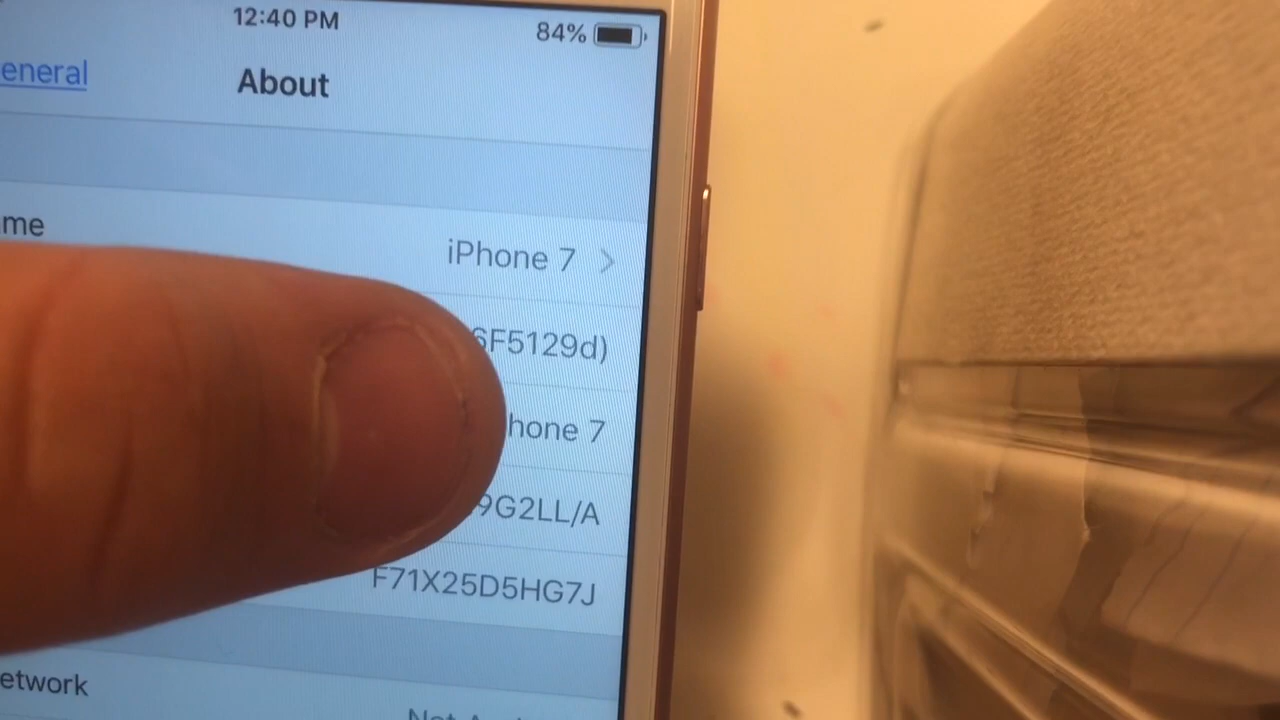 12:40 PM
84%
eneral
About
me
iPhone 7
6F5129d)
hone 7
9G2LL/A
F71X25D5HG7J
etwork